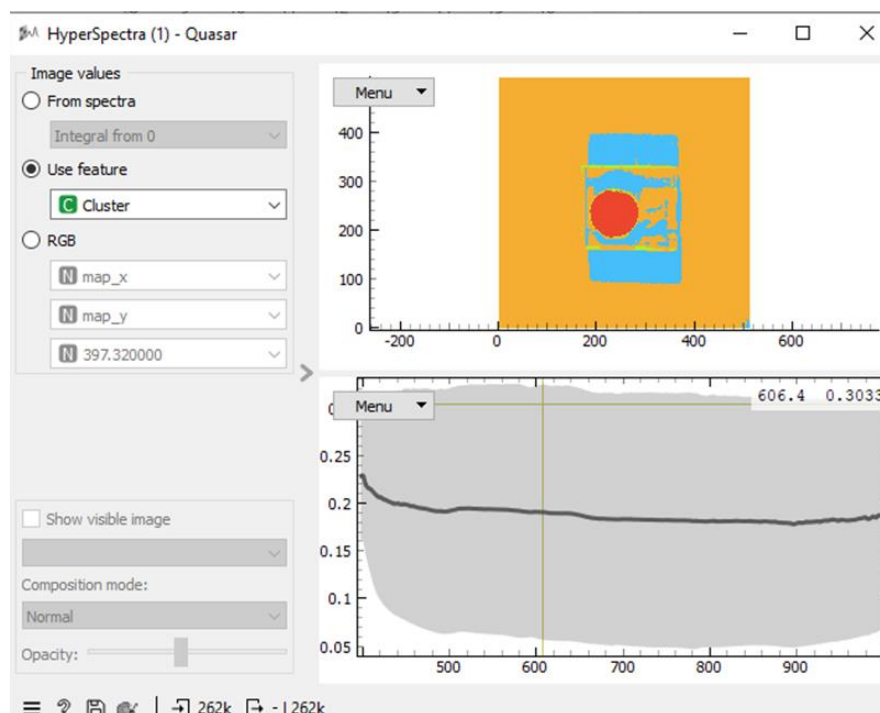 HyperSpectra (1) - Quasar
Image values
From spectra
Integral from 0
Use feature
C Cluster
RGB
N map_x
N map_y
N 397.320000
Show visible image
Composition mode:
Normal
Opacity:
262k - | 262k
Menu
400
300
200
100
0
-200 0 200 400 600
Menu
606.4 0.3033
0.25
0.2
0.15
0.1
0.05
500 600 700 800 900